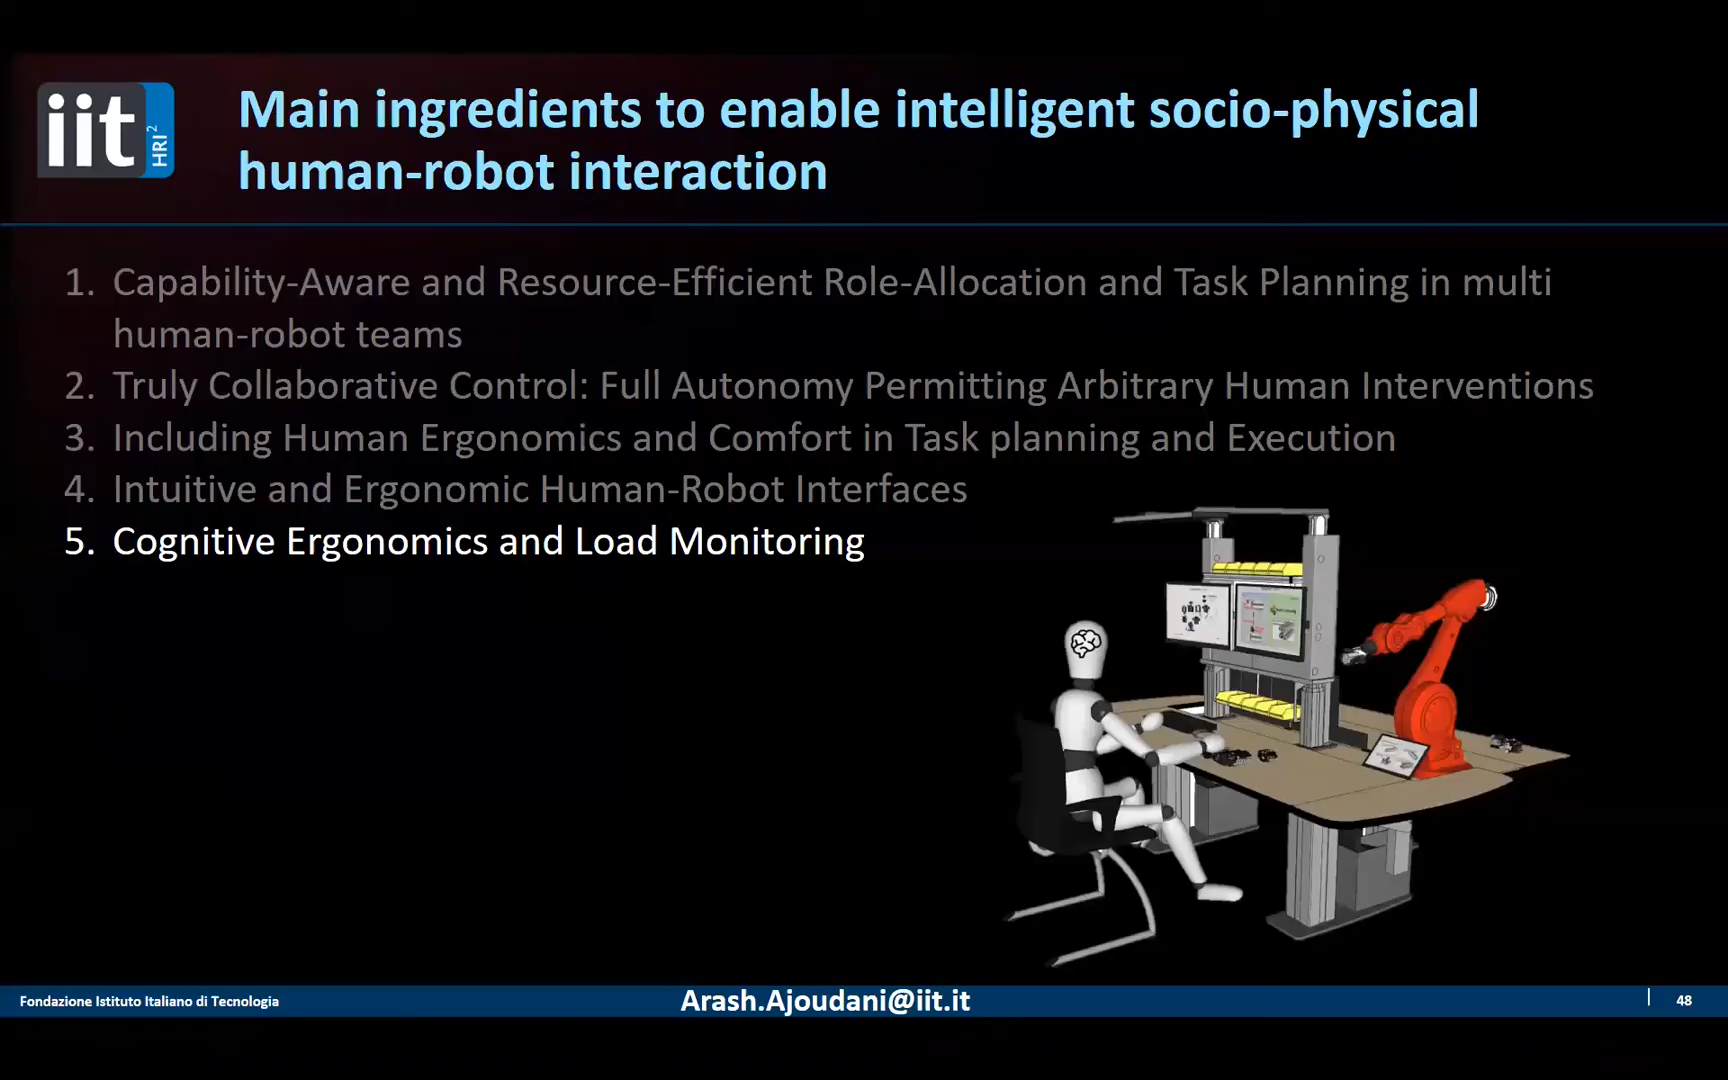 iit
HRI²
Main ingredients to enable intelligent socio-physical
human-robot interaction
1. Capability-Aware and Resource-Efficient Role-Allocation and Task Planning in multi
human-robot teams
2. Truly Collaborative Control: Full Autonomy Permitting Arbitrary Human Interventions
3. Including Human Ergonomics and Comfort in Task planning and Execution
4. Intuitive and Ergonomic Human-Robot Interfaces
5. Cognitive Ergonomics and Load Monitoring
Fondazione Istituto Italiano di Tecnologia
Arash.Ajoudani@iit.it
48